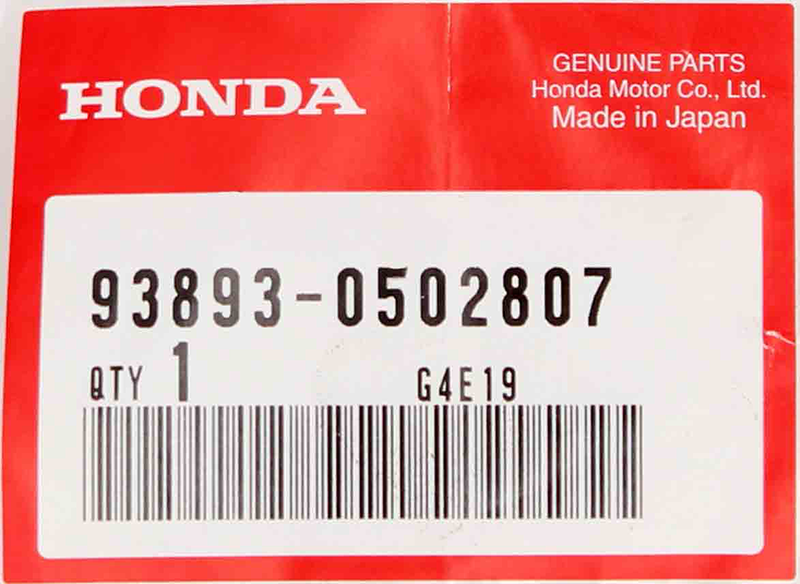 HONDA
GENUINE PARTS
Honda Motor Co., Ltd.
Made in Japan
93893-0502807
QTY 1 G4E19